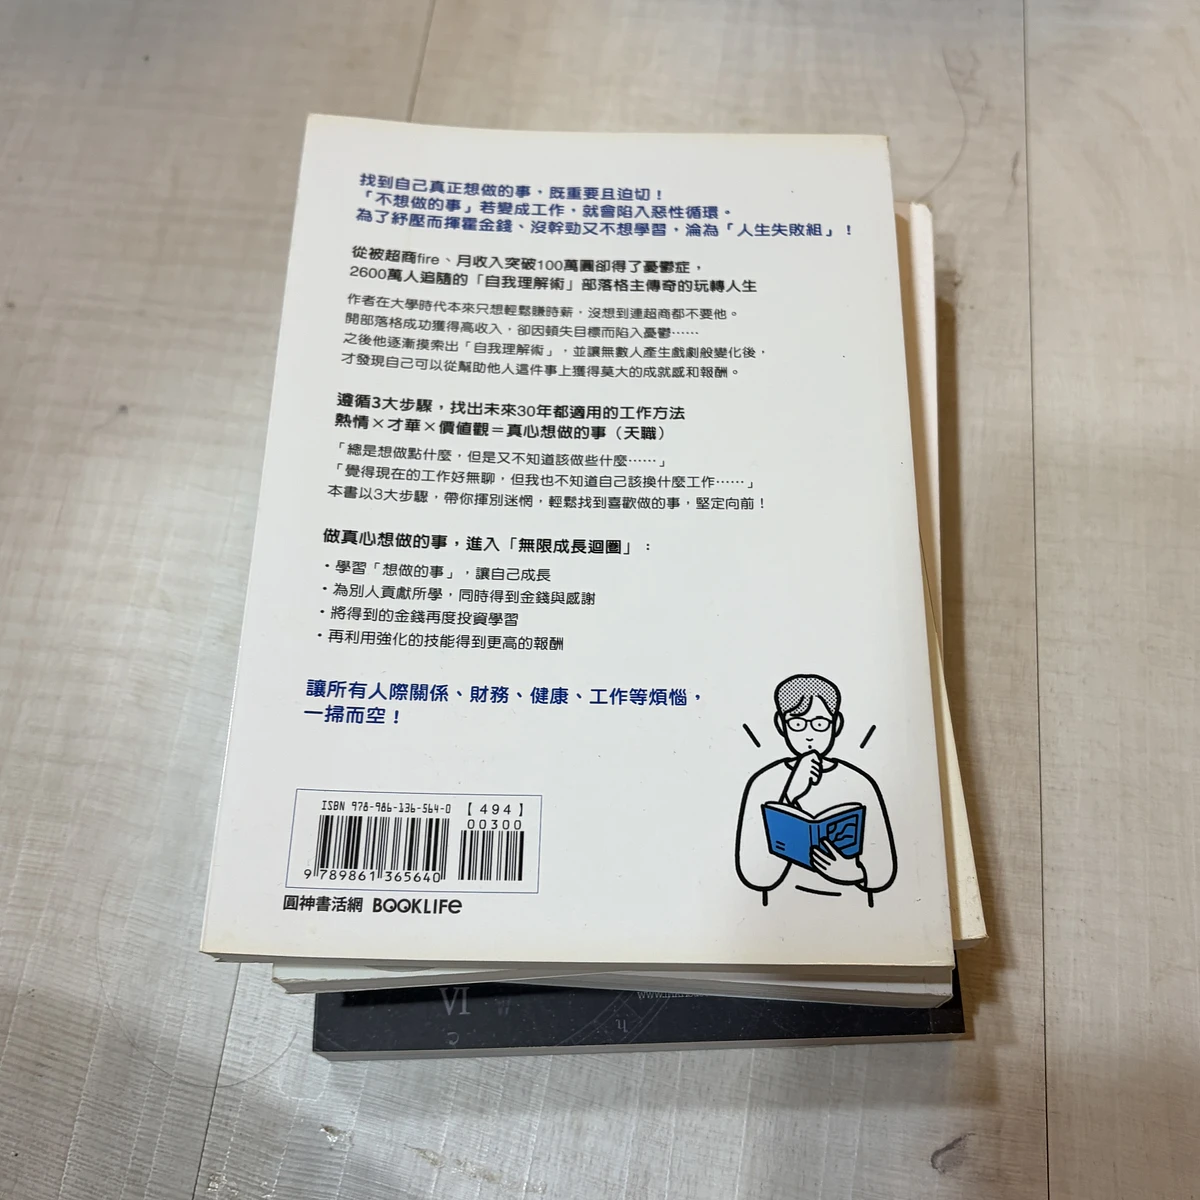 找到自己真正想做的事，既重要且迫切！
「不想做的事」若變成工作，就會陷入惡性循環。
為了紓壓而揮霍金錢、沒幹勁又不想學習，淪為「人生失敗組」！
從被超商fire、月收入突破100萬圓卻得了憂鬱症，
2600萬人追隨的「自我理解術」部落格主傳奇的玩轉人生
作者在大學時代本來只想輕鬆賺時薪，沒想到連超商都不要他。
開部落格成功獲得高收入，卻因頓失目標而陷入憂鬱……
之後他逐漸摸索出「自我理解術」，並讓無數人產生戲劇般變化後，
才發現自己可以從幫助他人這件事上獲得莫大的成就感和報酬。
遵循3大步驟，找出未來30年都適用的工作方法
熱情×才華×價值觀＝真心想做的事（天職）
「總是想做點什麼，但是又不知道該做些什麼……」
「覺得現在的工作好無聊，但我也不知道自己該換什麼工作……」
本書以3大步驟，帶你揮別迷惘，輕鬆找到喜歡做的事，堅定向前！
做真心想做的事，進入「無限成長迴圈」：
・學習「想做的事」，讓自己成長
・為別人貢獻所學，同時得到金錢與感謝
・將得到的金錢再度投資學習
・再利用強化的技能得到更高的報酬
讓所有人際關係、財務、健康、工作等煩惱，
一掃而空！
ISBN 978-986-136-564-0 【494】
00300
9 789861 365640
圓神書活網 BOOKLIFE
VI